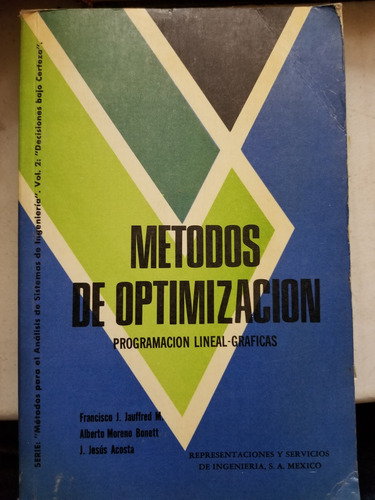 SERIE: "Métodos para el Análisis de Sistemas de Ingeniería". Vol. 2: "Decisiones bajo Certeza".
METODOS
DE OPTIMIZACION
PROGRAMACION LINEAL-GRAFICAS
Francisco J. Jauffred M.
Alberto Moreno Bonett
J. Jesús Acosta
REPRESENTACIONES Y SERVICIOS
DE INGENIERIA, S. A. MEXICO